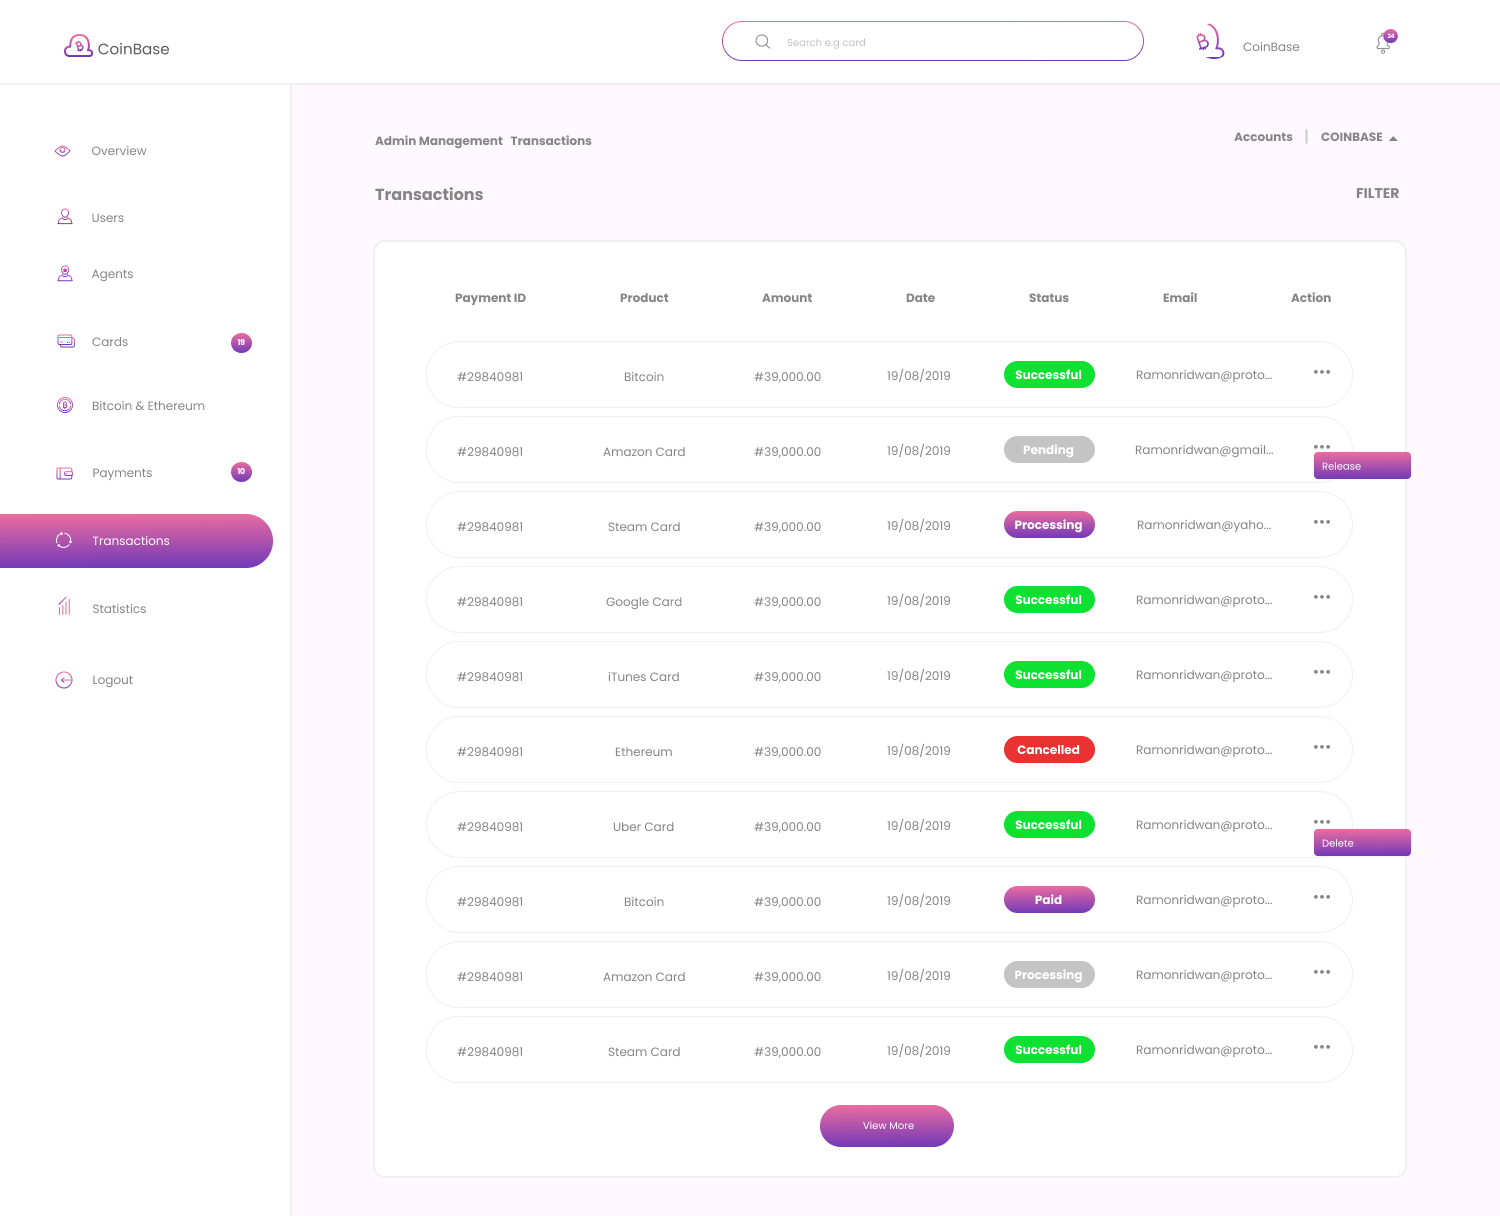 CoinBase
Search e.g card
CoinBase
24
Overview
Users
Agents
Cards 19
Bitcoin & Ethereum
Payments 10
Transactions
Statistics
Logout
Admin Management Transactions
Accounts | COINBASE
Transactions
FILTER
Payment ID Product Amount Date Status Email Action
#29840981 Bitcoin #39,000.00 19/08/2019 Successful Ramonridwan@proto...
#29840981 Amazon Card #39,000.00 19/08/2019 Pending Ramonridwan@gmail...
Release
#29840981 Steam Card #39,000.00 19/08/2019 Processing Ramonridwan@yaho...
#29840981 Google Card #39,000.00 19/08/2019 Successful Ramonridwan@proto...
#29840981 iTunes Card #39,000.00 19/08/2019 Successful Ramonridwan@proto...
#29840981 Ethereum #39,000.00 19/08/2019 Cancelled Ramonridwan@proto...
#29840981 Uber Card #39,000.00 19/08/2019 Successful Ramonridwan@proto...
Delete
#29840981 Bitcoin #39,000.00 19/08/2019 Paid Ramonridwan@proto...
#29840981 Amazon Card #39,000.00 19/08/2019 Processing Ramonridwan@proto...
#29840981 Steam Card #39,000.00 19/08/2019 Successful Ramonridwan@proto...
View More